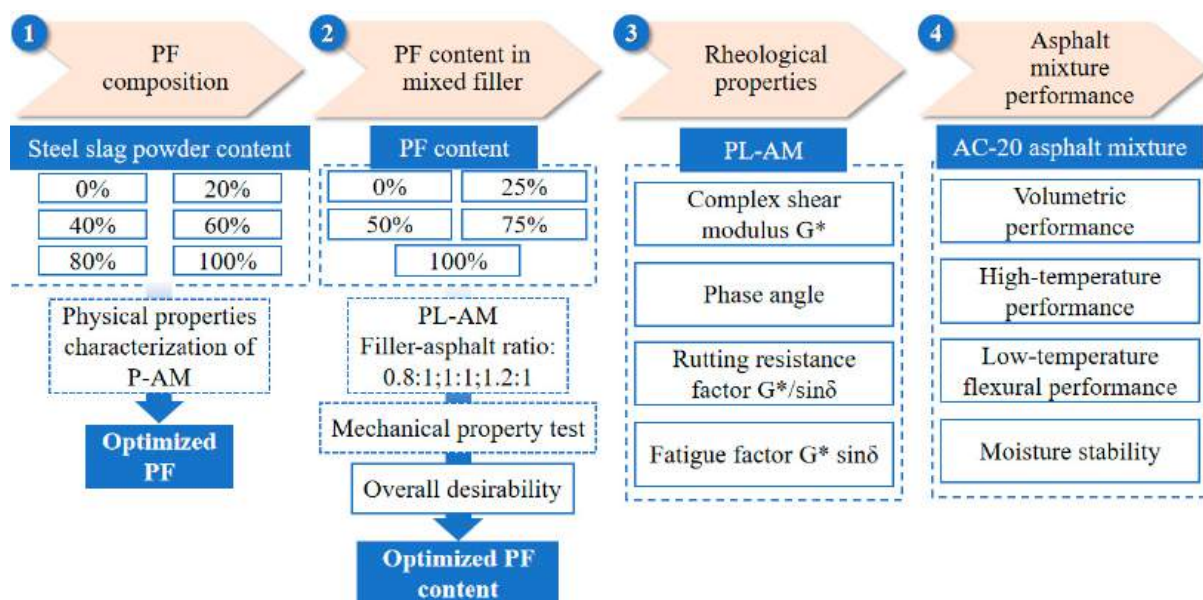 1
PF
composition
Steel slag powder content
0%
20%
40%
60%
80%
100%
Physical properties
characterization of
P-AM
Optimized
PF
2
PF content in
mixed filler
PF content
0%
25%
50%
75%
100%
PL-AM
Filler-asphalt ratio:
0.8:1;1:1;1.2:1
Mechanical property test
Overall desirability
Optimized PF
content
3
Rheological
properties
PL-AM
Complex shear
modulus G*
Phase angle
Rutting resistance
factor G*/sinδ
Fatigue factor G* sinδ
4
Asphalt
mixture
performance
AC-20 asphalt mixture
Volumetric
performance
High-temperature
performance
Low-temperature
flexural performance
Moisture stability